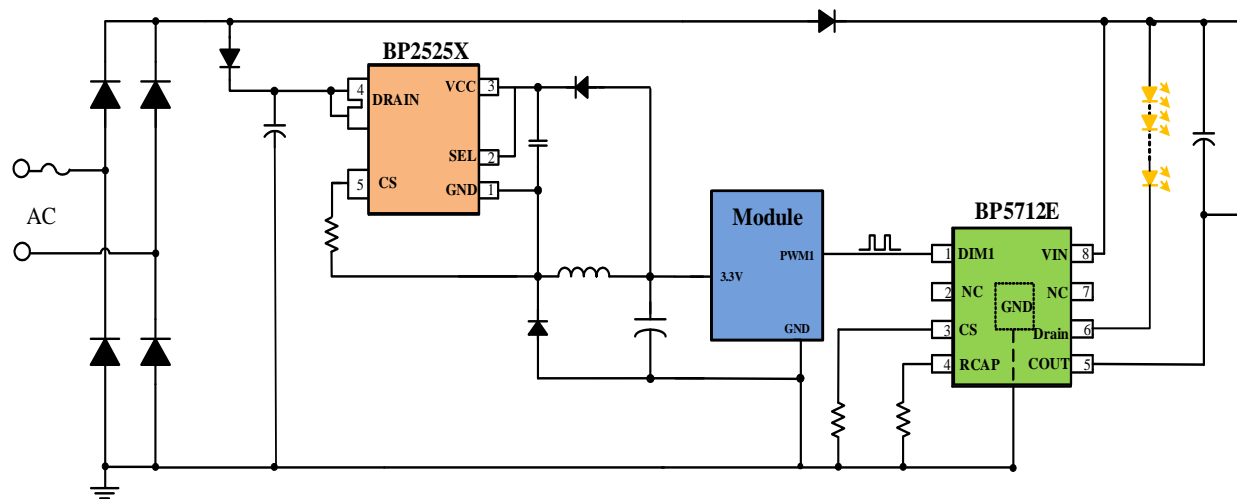 BP2525X
4
DRAIN
VCC
3
SEL
2
5
CS
GND
1
AC
Module
PWM1
3.3V
GND
BP5712E
1
DIM1
VIN
8
2
NC
NC
7
GND
3
CS
Drain
6
4
RCAP
COUT
5